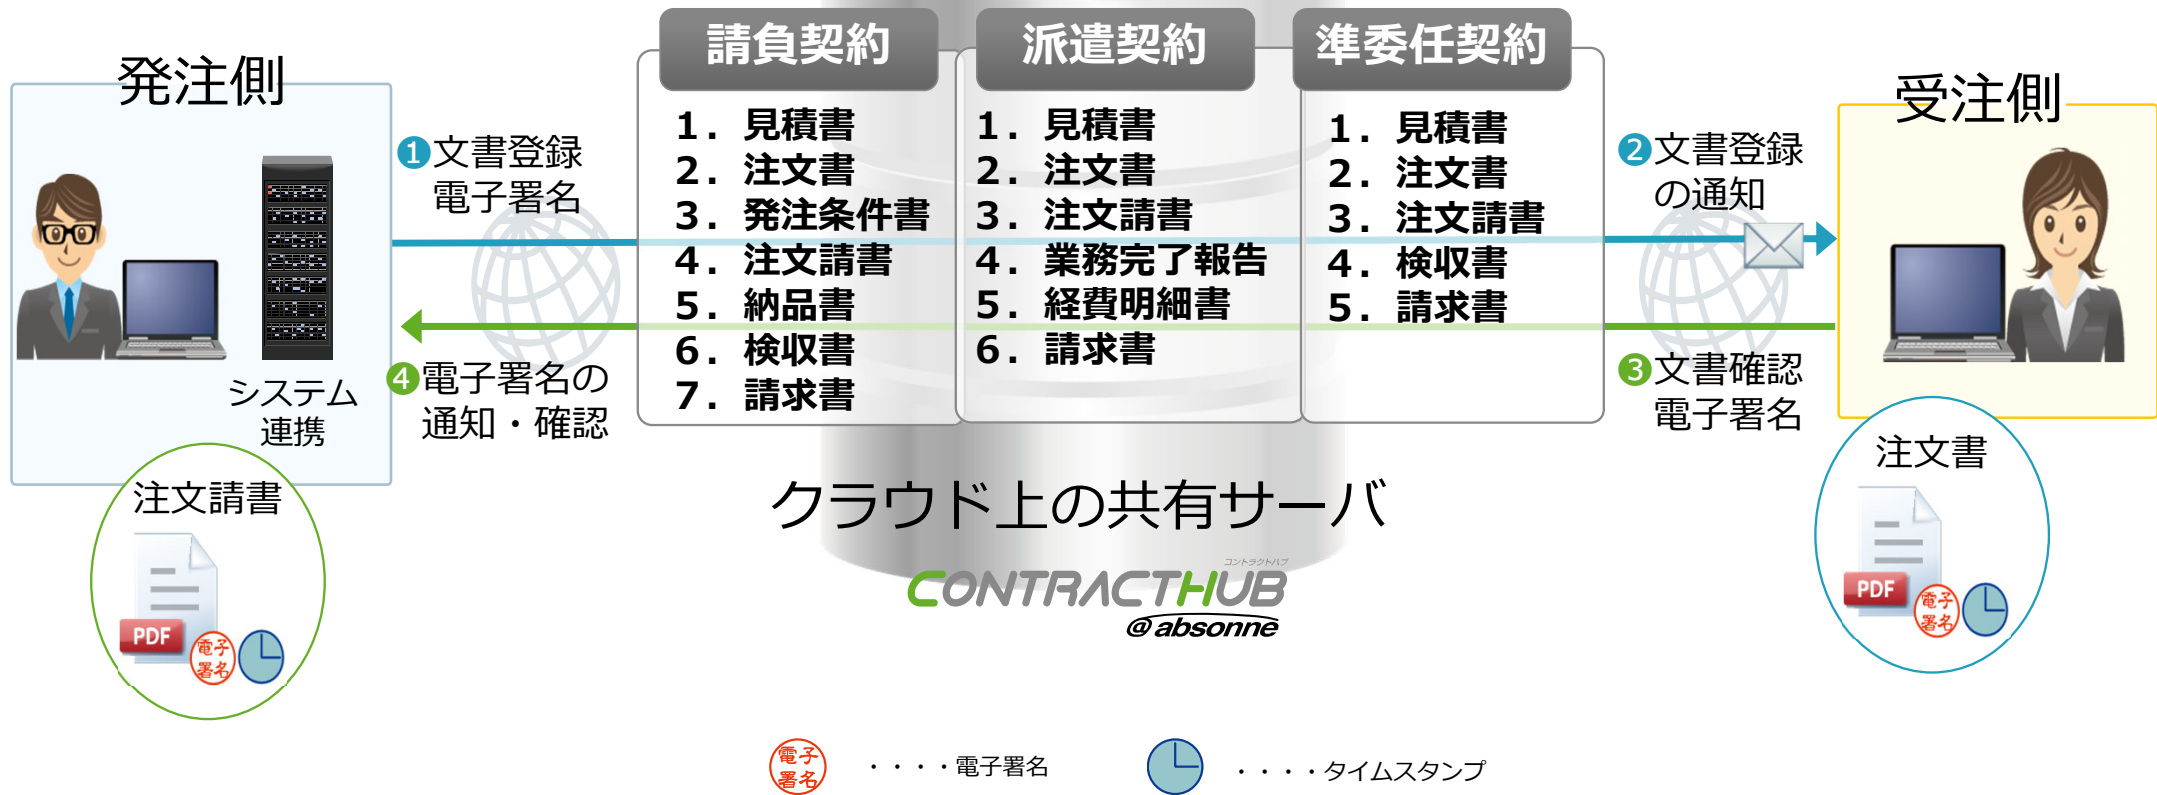 発注側
システム
連携
注文請書
PDF
電子
署名
❶文書登録
電子署名
❹電子署名の
通知・確認
請負契約
1. 見積書
2. 注文書
3. 発注条件書
4. 注文請書
5. 納品書
6. 検収書
7. 請求書
派遣契約
1. 見積書
2. 注文書
3. 注文請書
4. 業務完了報告
5. 経費明細書
6. 請求書
準委任契約
1. 見積書
2. 注文書
3. 注文請書
4. 検収書
5. 請求書
❷文書登録
の通知
❸文書確認
電子署名
受注側
注文書
PDF
電子
署名
クラウド上の共有サーバ
コントラクトハブ
CONTRACTHUB
@absonne
電子
署名
・・・・電子署名
・・・・タイムスタンプ